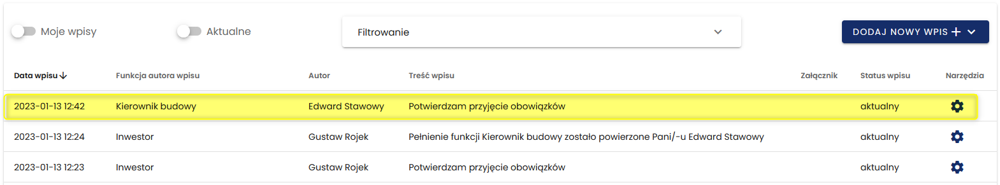 Moje wpisy Aktualne Filtrowanie DODAJ NOWY WPIS
Data wpisu Funkcja autora wpisu Autor Treść wpisu Załącznik Status wpisu Narzędzia
2023-01-13 12:42 Kierownik budowy Edward Stawowy Potwierdzam przyjęcie obowiązków aktualny
2023-01-13 12:24 Inwestor Gustaw Rojek Pełnienie funkcji Kierownik budowy zostało powierzone Pani/-u Edward Stawowy aktualny
2023-01-13 12:23 Inwestor Gustaw Rojek Potwierdzam przyjęcie obowiązków aktualny